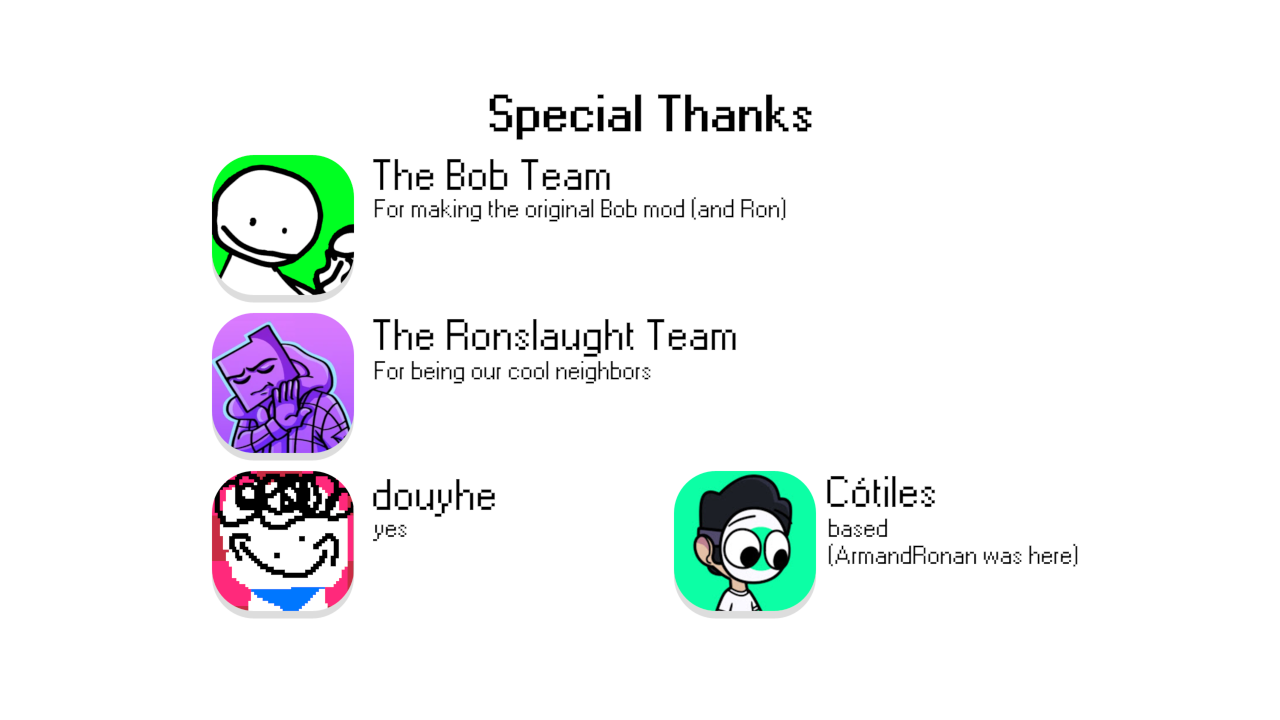 Special Thanks
The Bob Team
For making the original Bob mod (and Ron)
The Ronslaught Team
For being our cool neighbors
douyhe
yes
Cótiles
based
(ArmandRonan was here)